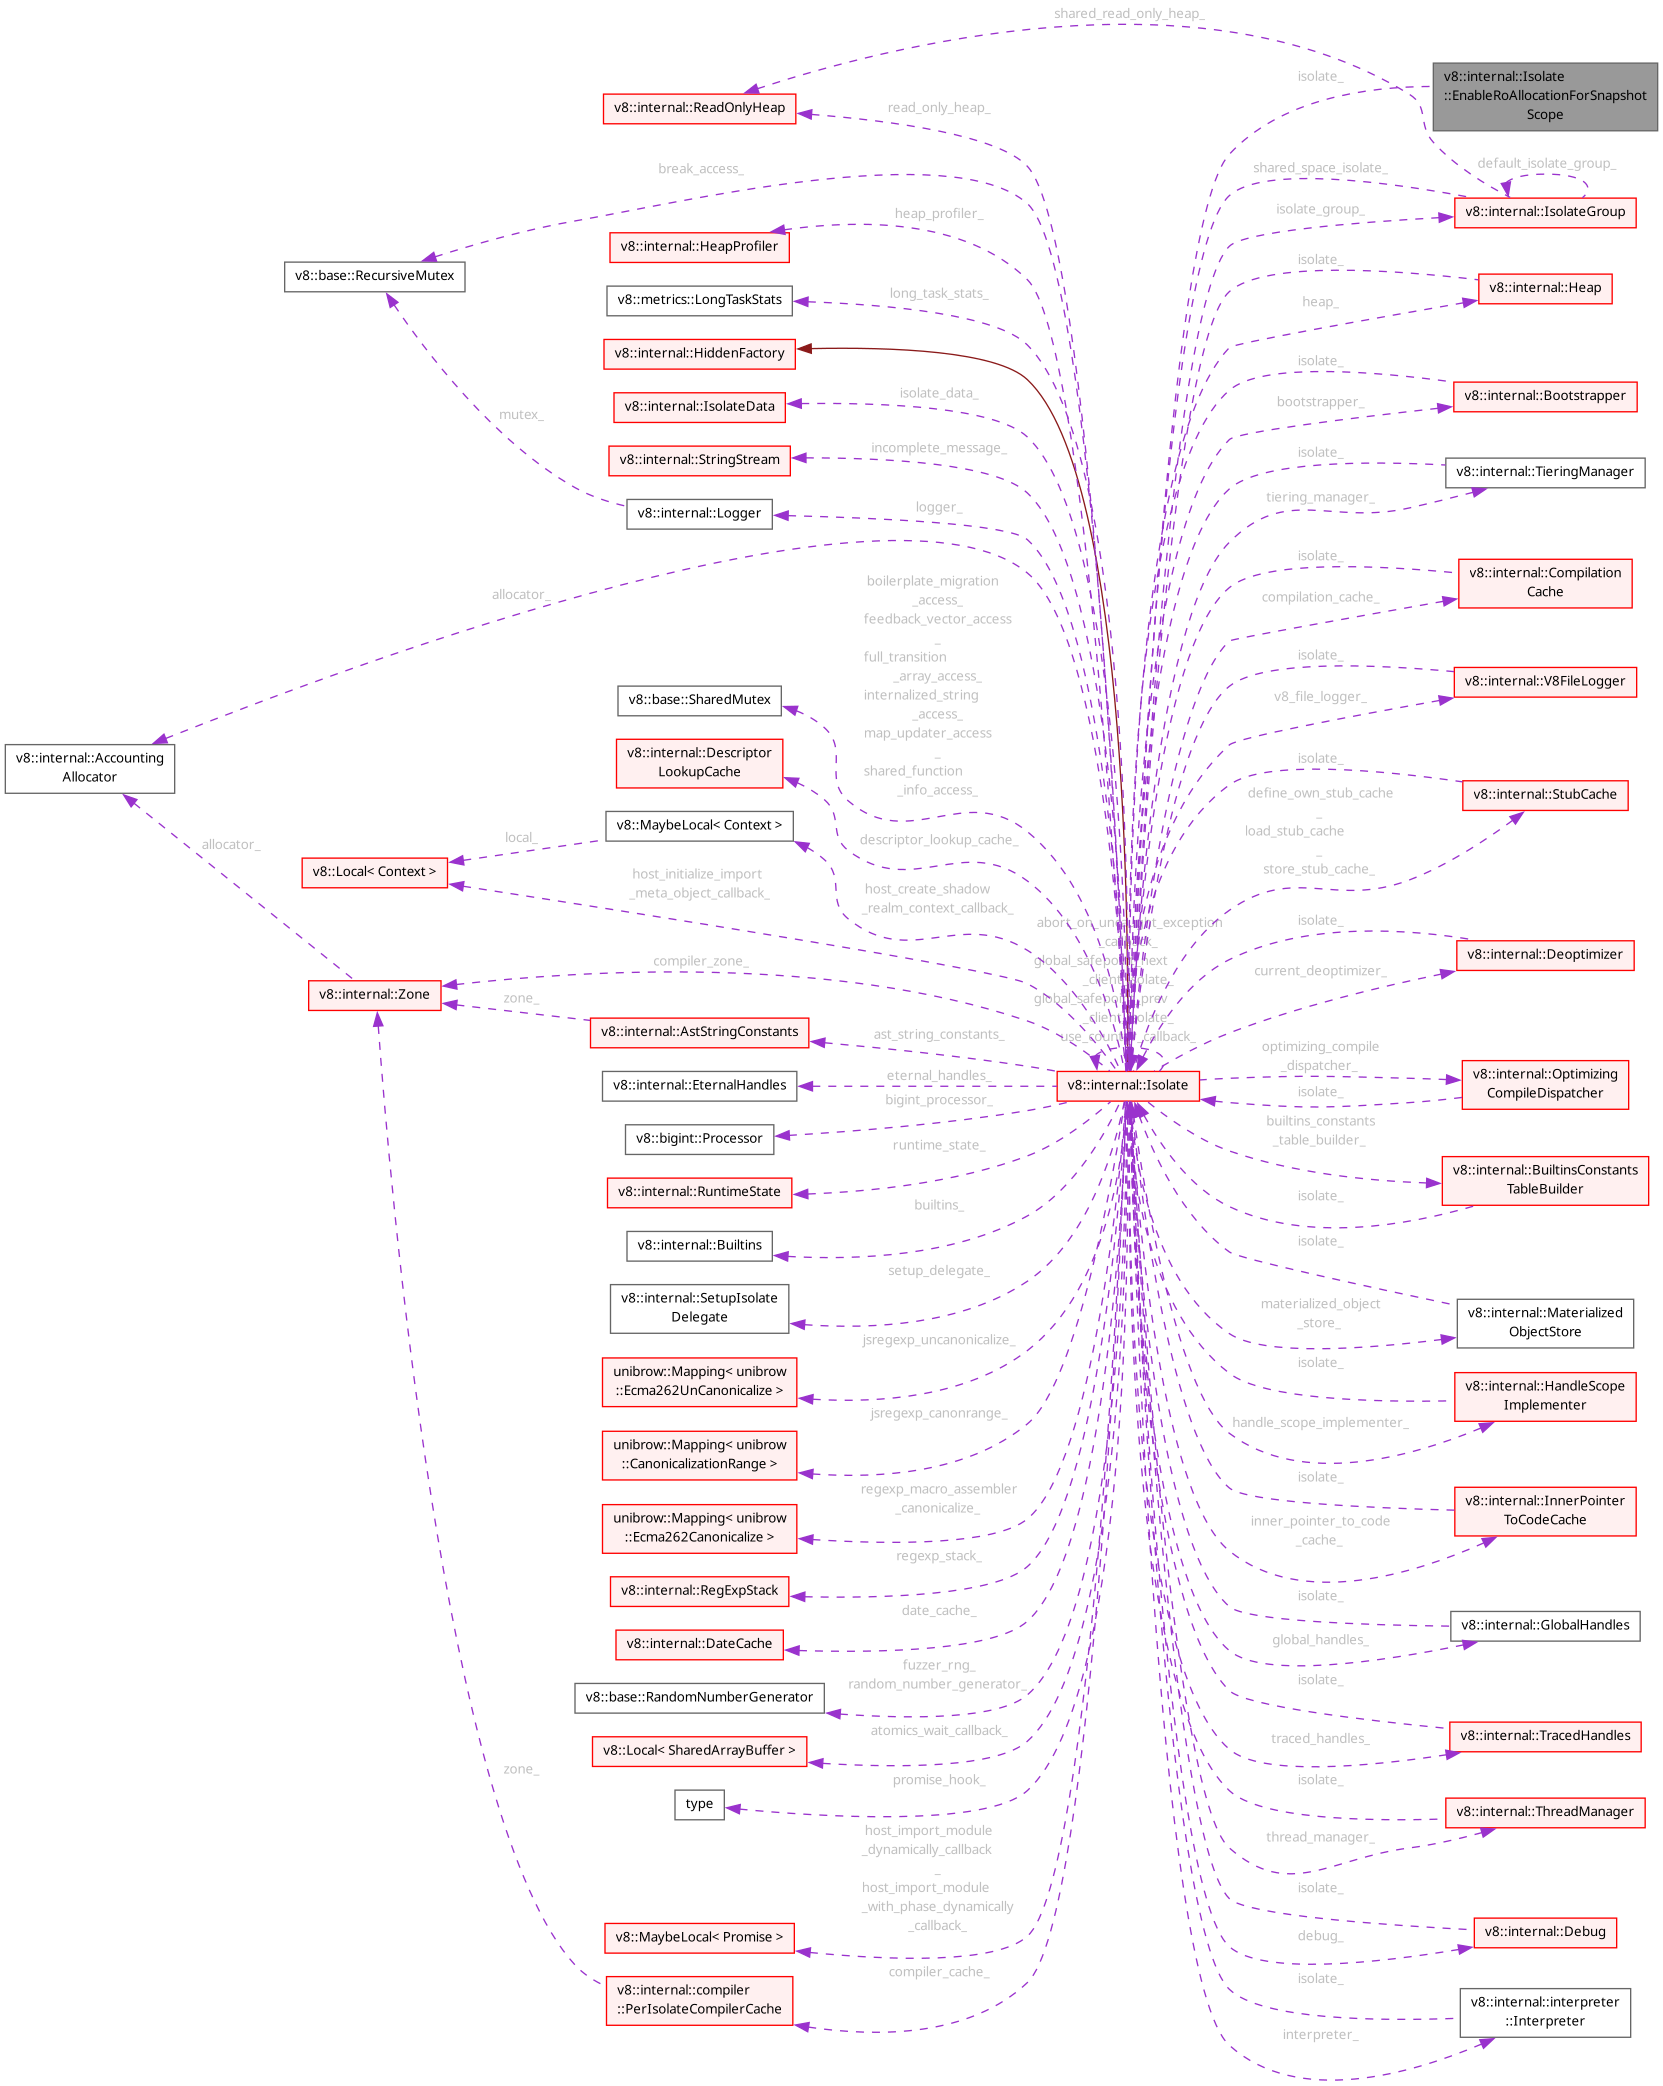 shared_read_only_heap_
isolate_
v8::internal::Isolate
::EnableRoAllocationForSnapshot
Scope
v8::internal::ReadOnlyHeap
read_only_heap_
break_access_
shared_space_isolate_
default_isolate_group_
heap_profiler_
isolate_group_
v8::internal::IsolateGroup
v8::internal::HeapProfiler
v8::base::RecursiveMutex
isolate_
v8::internal::Heap
v8::metrics::LongTaskStats
long_task_stats_
heap_
v8::internal::HiddenFactory
isolate_
isolate_data_
bootstrapper_
v8::internal::Bootstrapper
v8::internal::IsolateData
mutex_
incomplete_message_
isolate_
v8::internal::StringStream
v8::internal::TieringManager
logger_
tiering_manager_
v8::internal::Logger
isolate_
v8::internal::Compilation
Cache
allocator_
compilation_cache_
boilerplate_migration
_access_
feedback_vector_access
_
full_transition
_array_access_
internalized_string
_access_
map_updater_access
_
shared_function
_info_access_
isolate_
v8::internal::V8FileLogger
v8_file_logger_
v8::base::SharedMutex
v8::internal::Descriptor
LookupCache
v8::internal::Accounting
Allocator
isolate_
define_own_stub_cache
_
load_stub_cache
_
store_stub_cache_
v8::internal::StubCache
v8::MaybeLocal< Context >
descriptor_lookup_cache_
allocator_
local_
v8::Local< Context >
host_initialize_import
_meta_object_callback_
host_create_shadow
_realm_context_callback_
isolate_
current_deoptimizer_
v8::internal::Deoptimizer
compiler_zone_
v8::internal::Zone
zone_
v8::internal::AstStringConstants
ast_string_constants_
optimizing_compile
_dispatcher_
isolate_
v8::internal::Optimizing
CompileDispatcher
v8::internal::EternalHandles
eternal_handles_
v8::internal::Isolate
bigint_processor_
v8::bigint::Processor
builtins_constants
_table_builder_
runtime_state_
v8::internal::RuntimeState
v8::internal::BuiltinsConstants
TableBuilder
isolate_
builtins_
v8::internal::Builtins
isolate_
setup_delegate_
v8::internal::SetupIsolate
Delegate
materialized_object
_store_
v8::internal::Materialized
ObjectStore
jsregexp_uncanonicalize_
unibrow::Mapping< unibrow
::Ecma262UnCanonicalize >
isolate_
v8::internal::HandleScope
Implementer
jsregexp_canonrange_
handle_scope_implementer_
unibrow::Mapping< unibrow
::CanonicalizationRange >
isolate_
regexp_macro_assembler
_canonicalize_
v8::internal::InnerPointer
ToCodeCache
unibrow::Mapping< unibrow
::Ecma262Canonicalize >
inner_pointer_to_code
_cache_
regexp_stack_
v8::internal::RegExpStack
isolate_
date_cache_
v8::internal::GlobalHandles
v8::internal::DateCache
global_handles_
fuzzer_rng_
random_number_generator_
isolate_
v8::base::RandomNumberGenerator
atomics_wait_callback_
traced_handles_
v8::internal::TracedHandles
v8::Local< SharedArrayBuffer >
zone_
promise_hook_
isolate_
type
v8::internal::ThreadManager
host_import_module
_dynamically_callback
_
host_import_module
_with_phase_dynamically
_callback_
thread_manager_
isolate_
v8::MaybeLocal< Promise >
debug_
v8::internal::Debug
compiler_cache_
isolate_
v8::internal::compiler
::PerIsolateCompilerCache
v8::internal::interpreter
::Interpreter
interpreter_